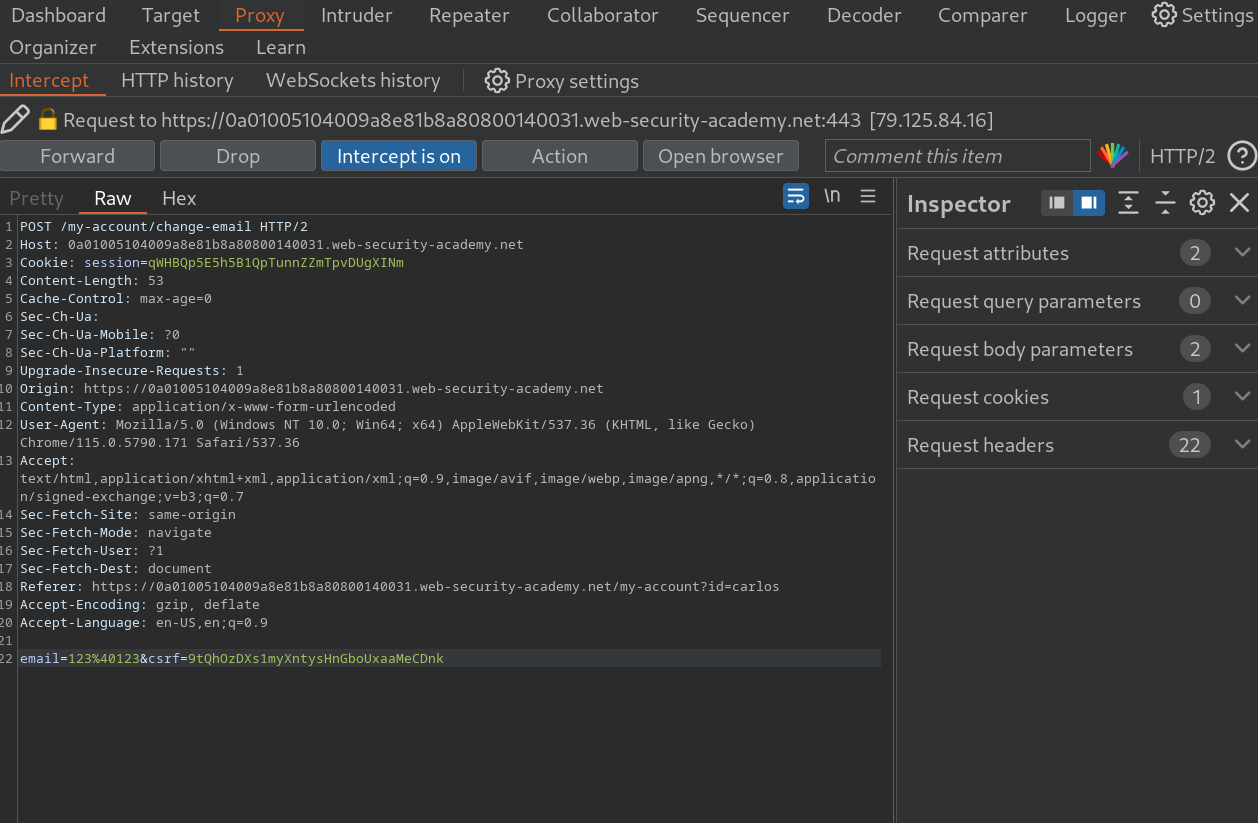 Dashboard Target Proxy Intruder Repeater Collaborator Sequencer Decoder Comparer Logger Settings
Organizer Extensions Learn
Intercept HTTP history WebSockets history Proxy settings
Request to https://0a01005104009a8e81b8a80800140031.web-security-academy.net:443 [79.125.84.16]
Forward Drop Intercept is on Action Open browser Comment this item HTTP/2 ?
Pretty Raw Hex \n
1 POST /my-account/change-email HTTP/2
2 Host: 0a01005104009a8e81b8a80800140031.web-security-academy.net
3 Cookie: session=qWHBQp5E5h5B1QpTunnZZmTpvDUgXINm
4 Content-Length: 53
5 Cache-Control: max-age=0
6 Sec-Ch-Ua:
7 Sec-Ch-Ua-Mobile: ?0
8 Sec-Ch-Ua-Platform: ""
9 Upgrade-Insecure-Requests: 1
10 Origin: https://0a01005104009a8e81b8a80800140031.web-security-academy.net
11 Content-Type: application/x-www-form-urlencoded
12 User-Agent: Mozilla/5.0 (Windows NT 10.0; Win64; x64) AppleWebKit/537.36 (KHTML, like Gecko)
Chrome/115.0.5790.171 Safari/537.36
13 Accept:
text/html,application/xhtml+xml,application/xml;q=0.9,image/avif,image/webp,image/apng,*/*;q=0.8,applicatio
n/signed-exchange;v=b3;q=0.7
14 Sec-Fetch-Site: same-origin
15 Sec-Fetch-Mode: navigate
16 Sec-Fetch-User: ?1
17 Sec-Fetch-Dest: document
18 Referer: https://0a01005104009a8e81b8a80800140031.web-security-academy.net/my-account?id=carlos
19 Accept-Encoding: gzip, deflate
20 Accept-Language: en-US,en;q=0.9
21
22 email=123%40123&csrf=9tQhOzDXs1myXntysHnGboUxaaMeCDnk
Inspector
Request attributes 2
Request query parameters 0
Request body parameters 2
Request cookies 1
Request headers 22